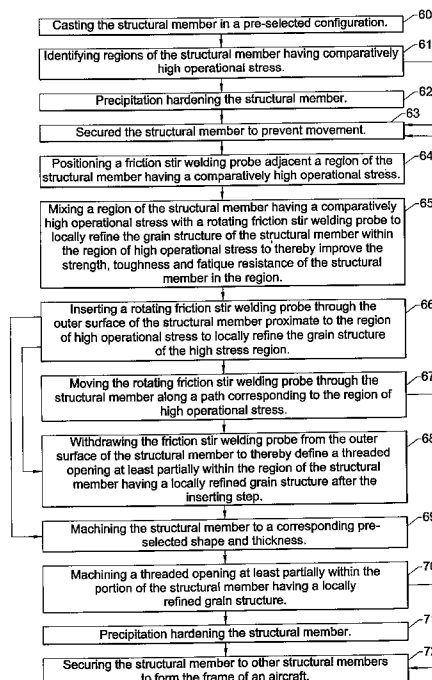 Casting the structural member in a pre-selected configuration.
60
Identifying regions of the structural member having comparatively
high operational stress.
61
Precipitation hardening the structural member.
62
Secured the structural member to prevent movement.
63
Positioning a friction stir welding probe adjacent a region of the
structural member having a comparatively high operational stress.
64
Mixing a region of the structural member having a comparatively
high operational stress with a rotating friction stir welding probe to
locally refine the grain structure of the structural member within
the region of high operational stress to thereby improve the
strength, toughness and fatique resistance of the structural
member in the region.
65
Inserting a rotating friction stir welding probe through the
outer surface of the structural member proximate to the region
of high operational stress to locally refine the grain structure
of the high stress region.
66
Moving the rotating friction stir welding probe through the
structural member along a path corresponding to the region of
high operational stress.
67
Withdrawing the friction stir welding probe from the outer
surface of the structural member to thereby define a threaded
opening at least partially within the region of the structural
member having a locally refined grain structure after the
inserting step.
68
Machining the structural member to a corresponding pre-
selected shape and thickness.
69
Machining a threaded opening at least partially within the
portion of the structural member having a locally
refined grain structure.
70
Precipitation hardening the structural member.
71
Securing the structural member to other structural members
to form the frame of an aircraft.
72